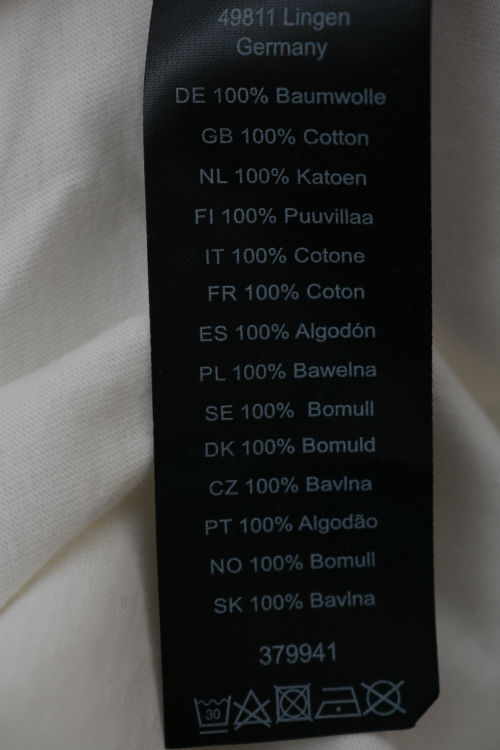 49811 Lingen
Germany
DE 100% Baumwolle
GB 100% Cotton
NL 100% Katoen
FI 100% Puuvillaa
IT 100% Cotone
FR 100% Coton
ES 100% Algodón
PL 100% Bawelna
SE 100% Bomull
DK 100% Bomuld
CZ 100% Bavlna
PT 100% Algodão
NO 100% Bomull
SK 100% Bavlna
379941
30